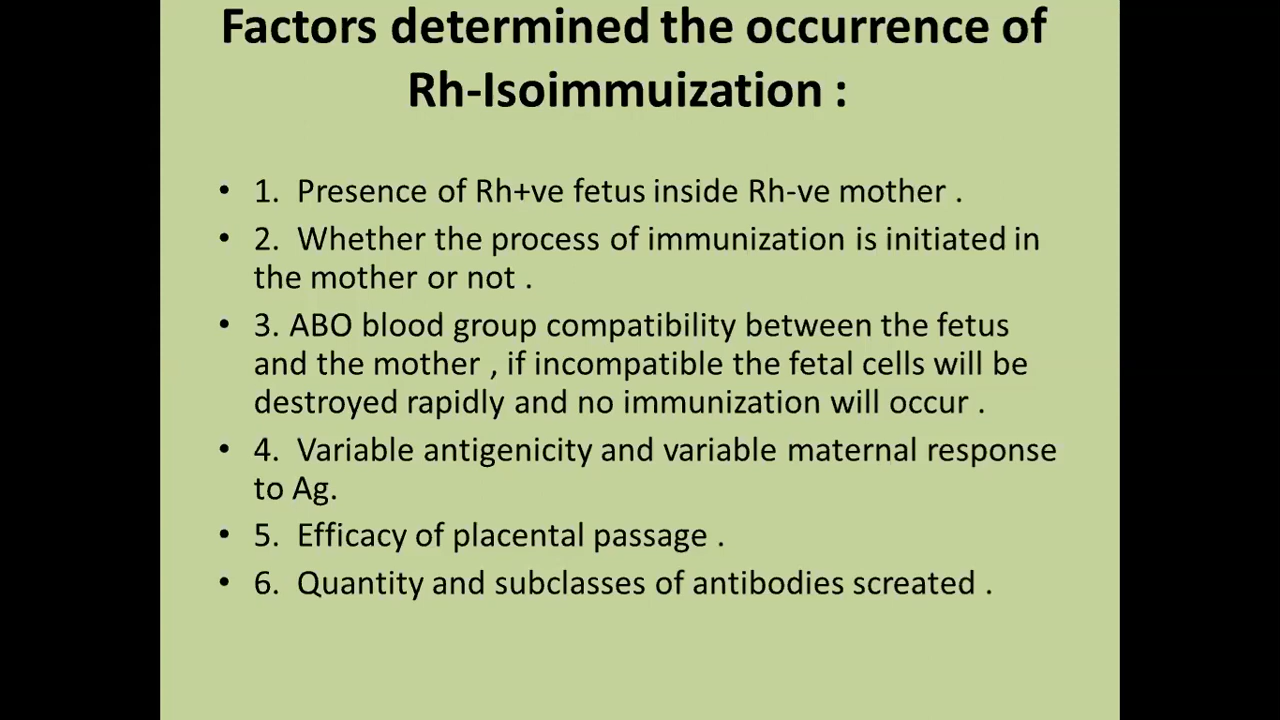 Factors determined the occurrence of
Rh-Isoimmuization :
• 1. Presence of Rh+ve fetus inside Rh-ve mother .
• 2. Whether the process of immunization is initiated in
the mother or not .
• 3. ABO blood group compatibility between the fetus
and the mother , if incompatible the fetal cells will be
destroyed rapidly and no immunization will occur .
• 4. Variable antigenicity and variable maternal response
to Ag.
• 5. Efficacy of placental passage .
• 6. Quantity and subclasses of antibodies screated .